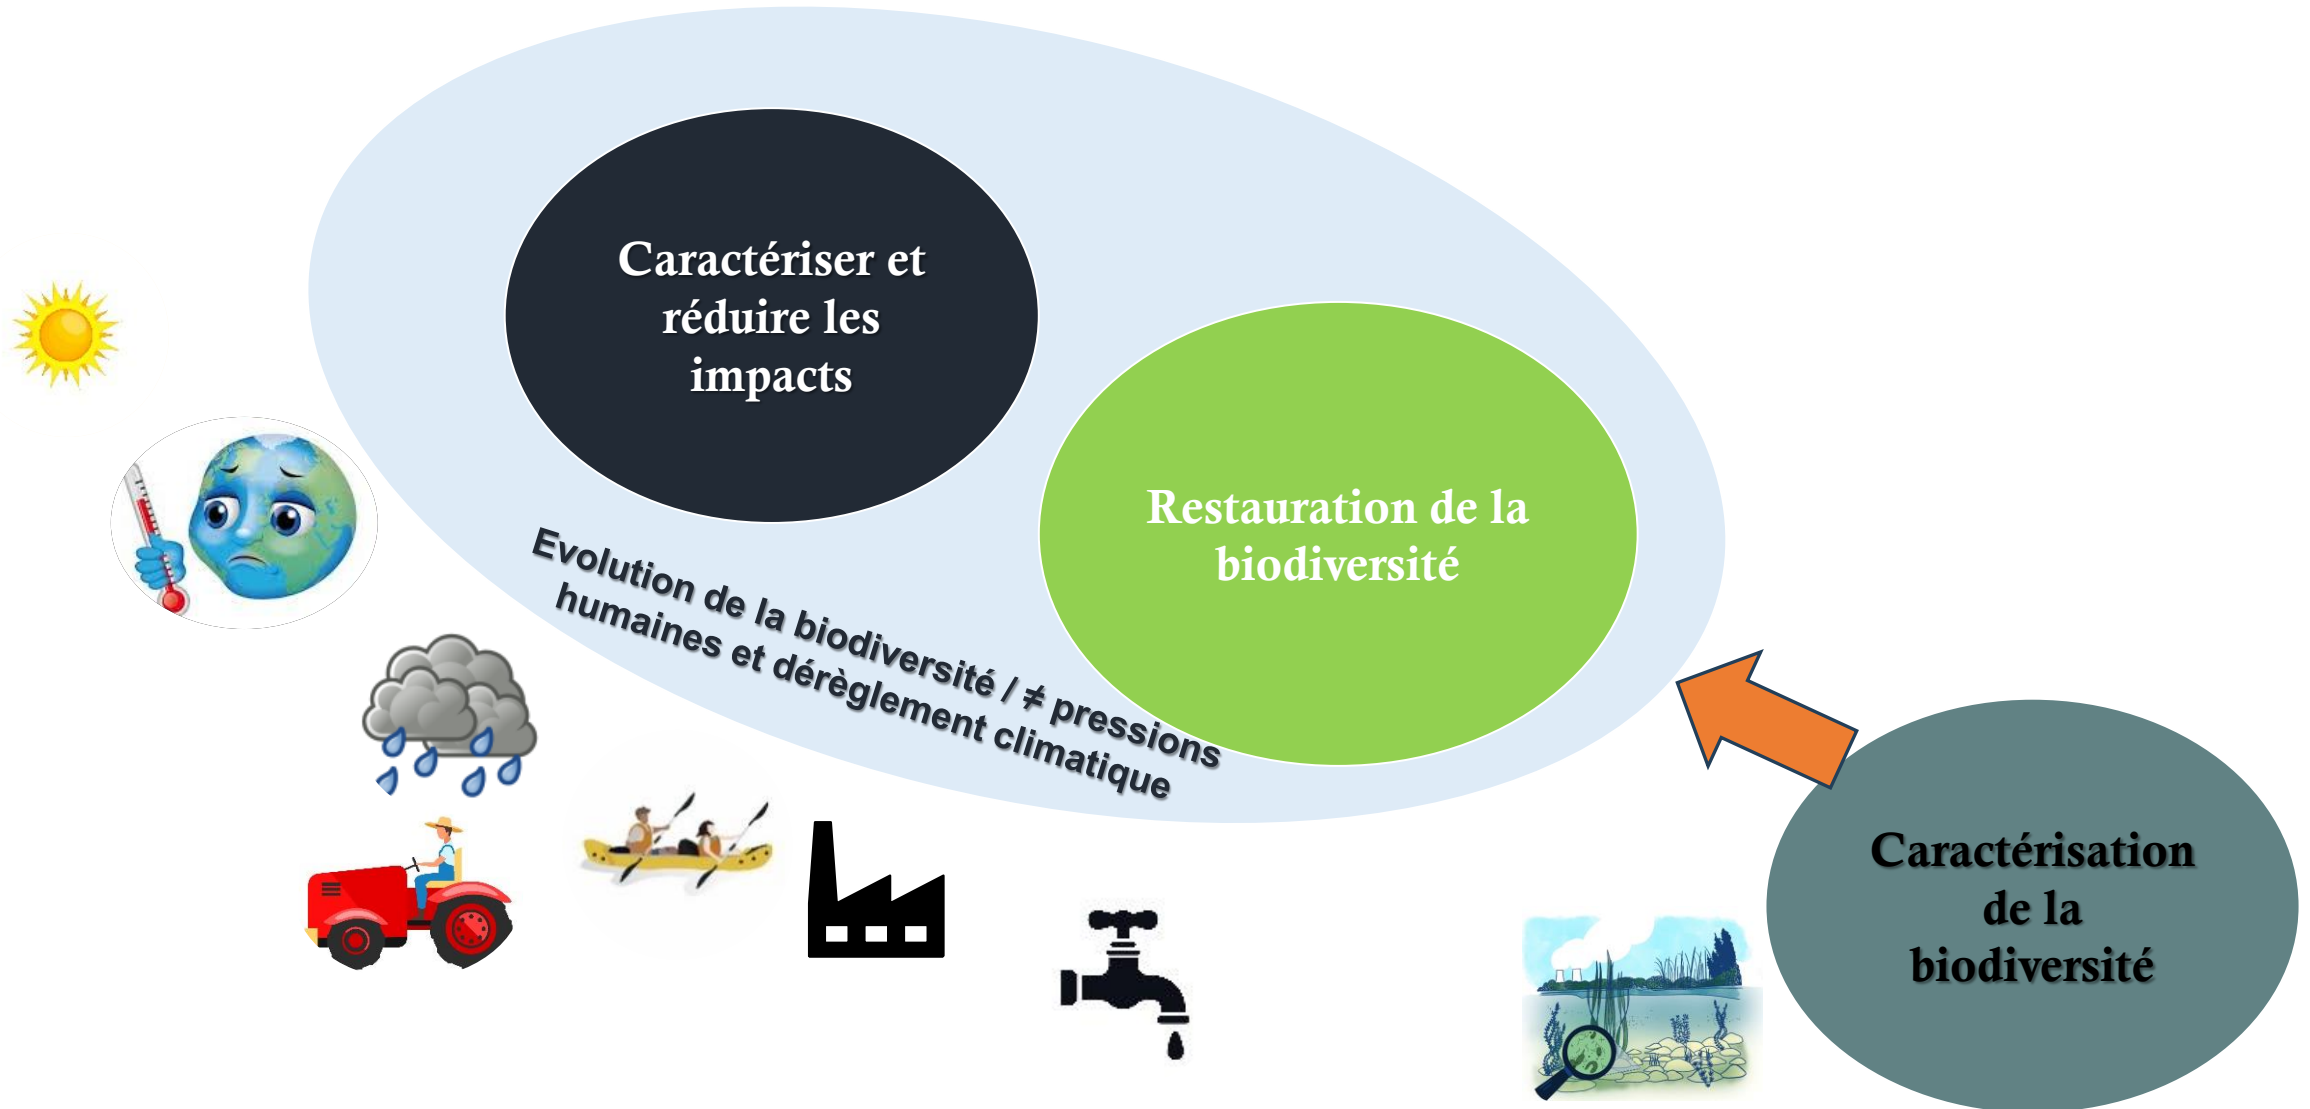 Caractériser et
réduire les
impacts
Restauration de la
biodiversité
Evolution de la biodiversité / ≠ pressions
humaines et dérèglement climatique
Caractérisation
de la
biodiversité